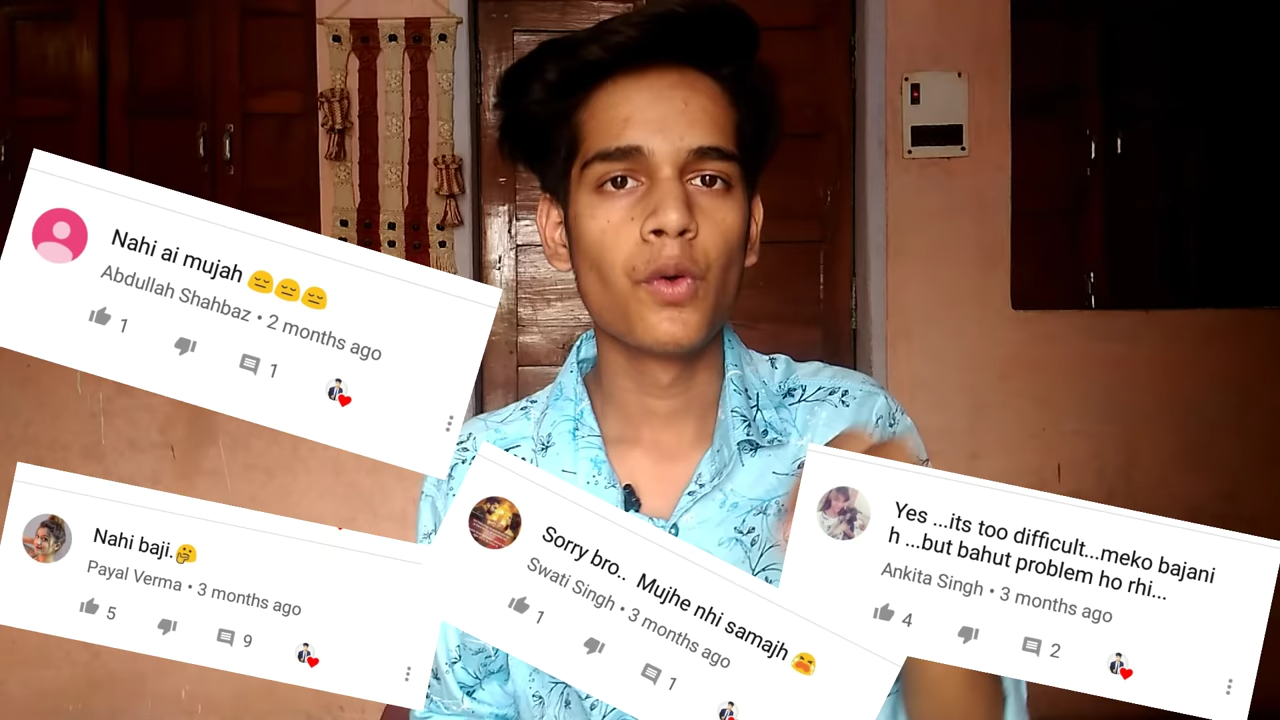 Nahi ai mujah 😔😔😔
Abdullah Shahbaz • 2 months ago
1
1
Nahi baji.🤔
Payal Verma • 3 months ago
5
9
Sorry bro.. Mujhe nhi samajh 😫
Swati Singh • 3 months ago
1
1
Yes ...its too difficult...meko bajani
h ...but bahut problem ho rhi...
Ankita Singh • 3 months ago
4
2